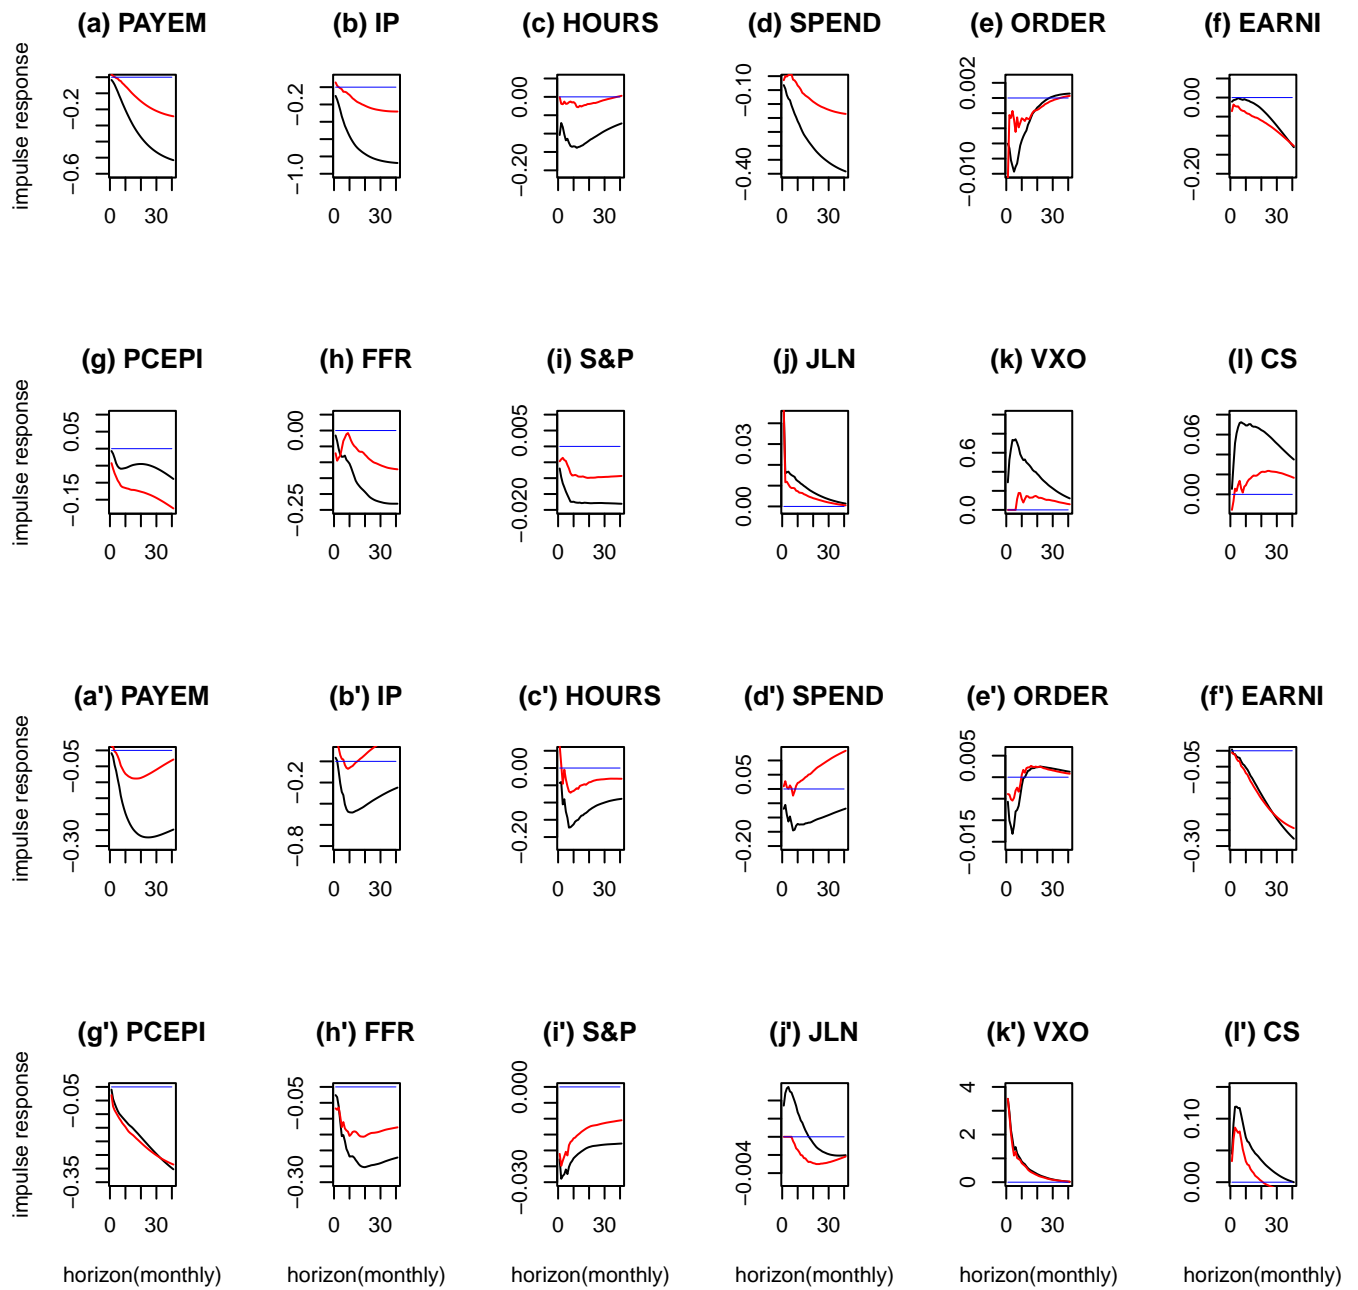 (a) PAYEM (b) IP (c) HOURS (d) SPEND (e) ORDER (f) EARNI
impulse response
−0.6 −0.2
−1.0 −0.2
−0.20 0.00
−0.40 −0.10
−0.010 0.002
−0.20 0.00
0 30 0 30 0 30 0 30 0 30 0 30
(g) PCEPI (h) FFR (i) S&P (j) JLN (k) VXO (l) CS
impulse response
−0.15 0.05
−0.25 0.00
−0.020 0.005
0.00 0.03
0.0 0.6
0.00 0.06
0 30 0 30 0 30 0 30 0 30 0 30
(a') PAYEM (b') IP (c') HOURS (d') SPEND (e') ORDER (f') EARNI
impulse response
−0.30 −0.05
−0.8 −0.2
−0.20 0.00
−0.20 0.05
−0.015 0.005
−0.30 −0.05
0 30 0 30 0 30 0 30 0 30 0 30
(g') PCEPI (h') FFR (i') S&P (j') JLN (k') VXO (l') CS
impulse response
−0.35 −0.05
−0.30 −0.05
−0.030 0.000
−0.004
0 2 4
0.00 0.10
0 30 0 30 0 30 0 30 0 30 0 30
horizon(monthly) horizon(monthly) horizon(monthly) horizon(monthly) horizon(monthly) horizon(monthly)